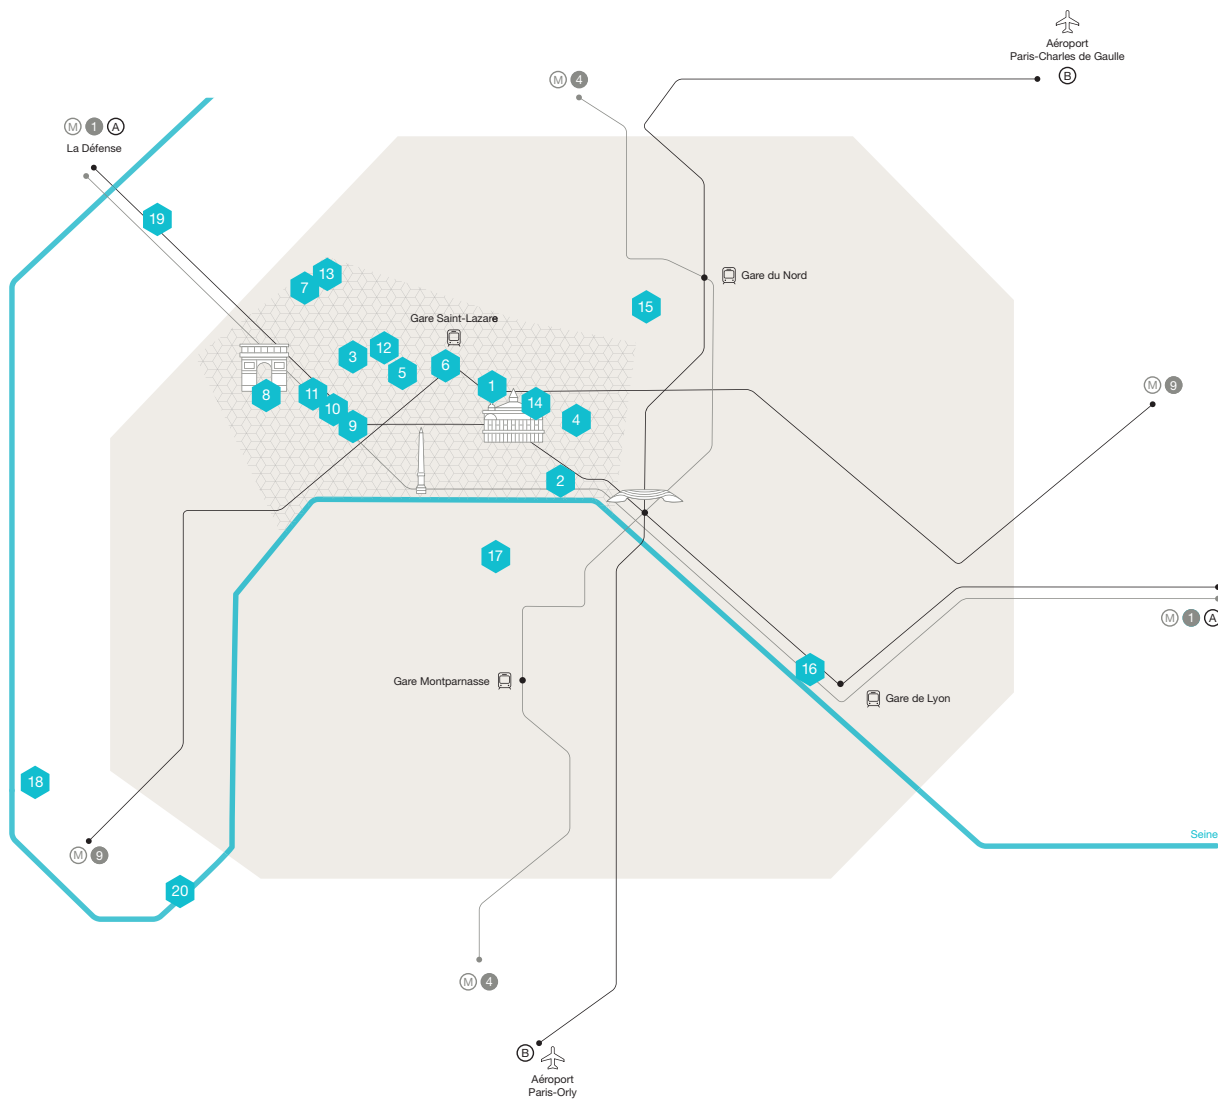 Aéroport
Paris-Charles de Gaulle
B
M 4
M 1 A
La Défense
19
13
7
Gare du Nord
15
Gare Saint-Lazare
12
3
6
5
1
M 9
8
11
10
14
9
4
2
17
M 1 A
16
Gare Montparnasse
Gare de Lyon
18
Seine
M 9
20
M 4
B
Aéroport
Paris-Orly